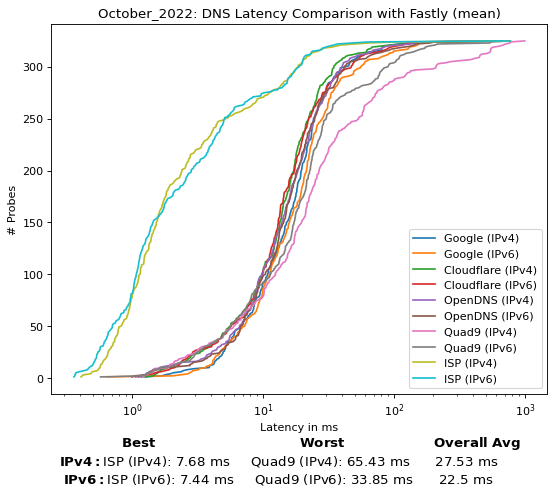 October_2022: DNS Latency Comparison with Fastly (mean)
# Probes
300
250
200
150
100
50
0
Google (IPv4)
Google (IPv6)
Cloudflare (IPv4)
Cloudflare (IPv6)
OpenDNS (IPv4)
OpenDNS (IPv6)
Quad9 (IPv4)
Quad9 (IPv6)
ISP (IPv4)
ISP (IPv6)
10⁰ 10¹ 10² 10³
Latency in ms
Best Worst Overall Avg
IPv4: ISP (IPv4): 7.68 ms Quad9 (IPv4): 65.43 ms 27.53 ms
IPv6: ISP (IPv6): 7.44 ms Quad9 (IPv6): 33.85 ms 22.5 ms